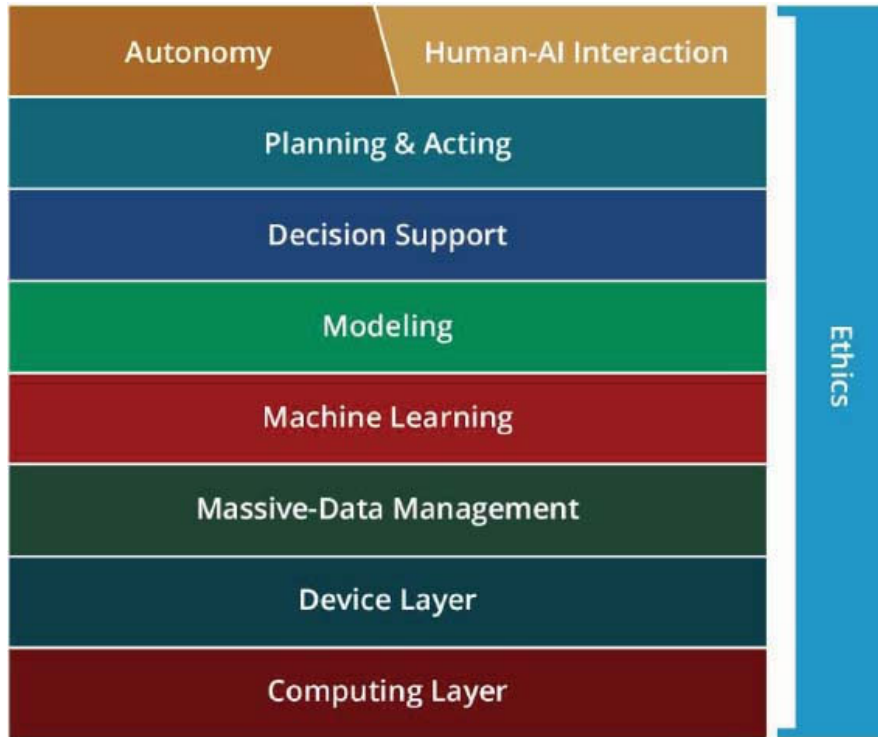 Autonomy
Human-AI Interaction
Planning & Acting
Decision Support
Modeling
Machine Learning
Massive-Data Management
Device Layer
Computing Layer
Ethics